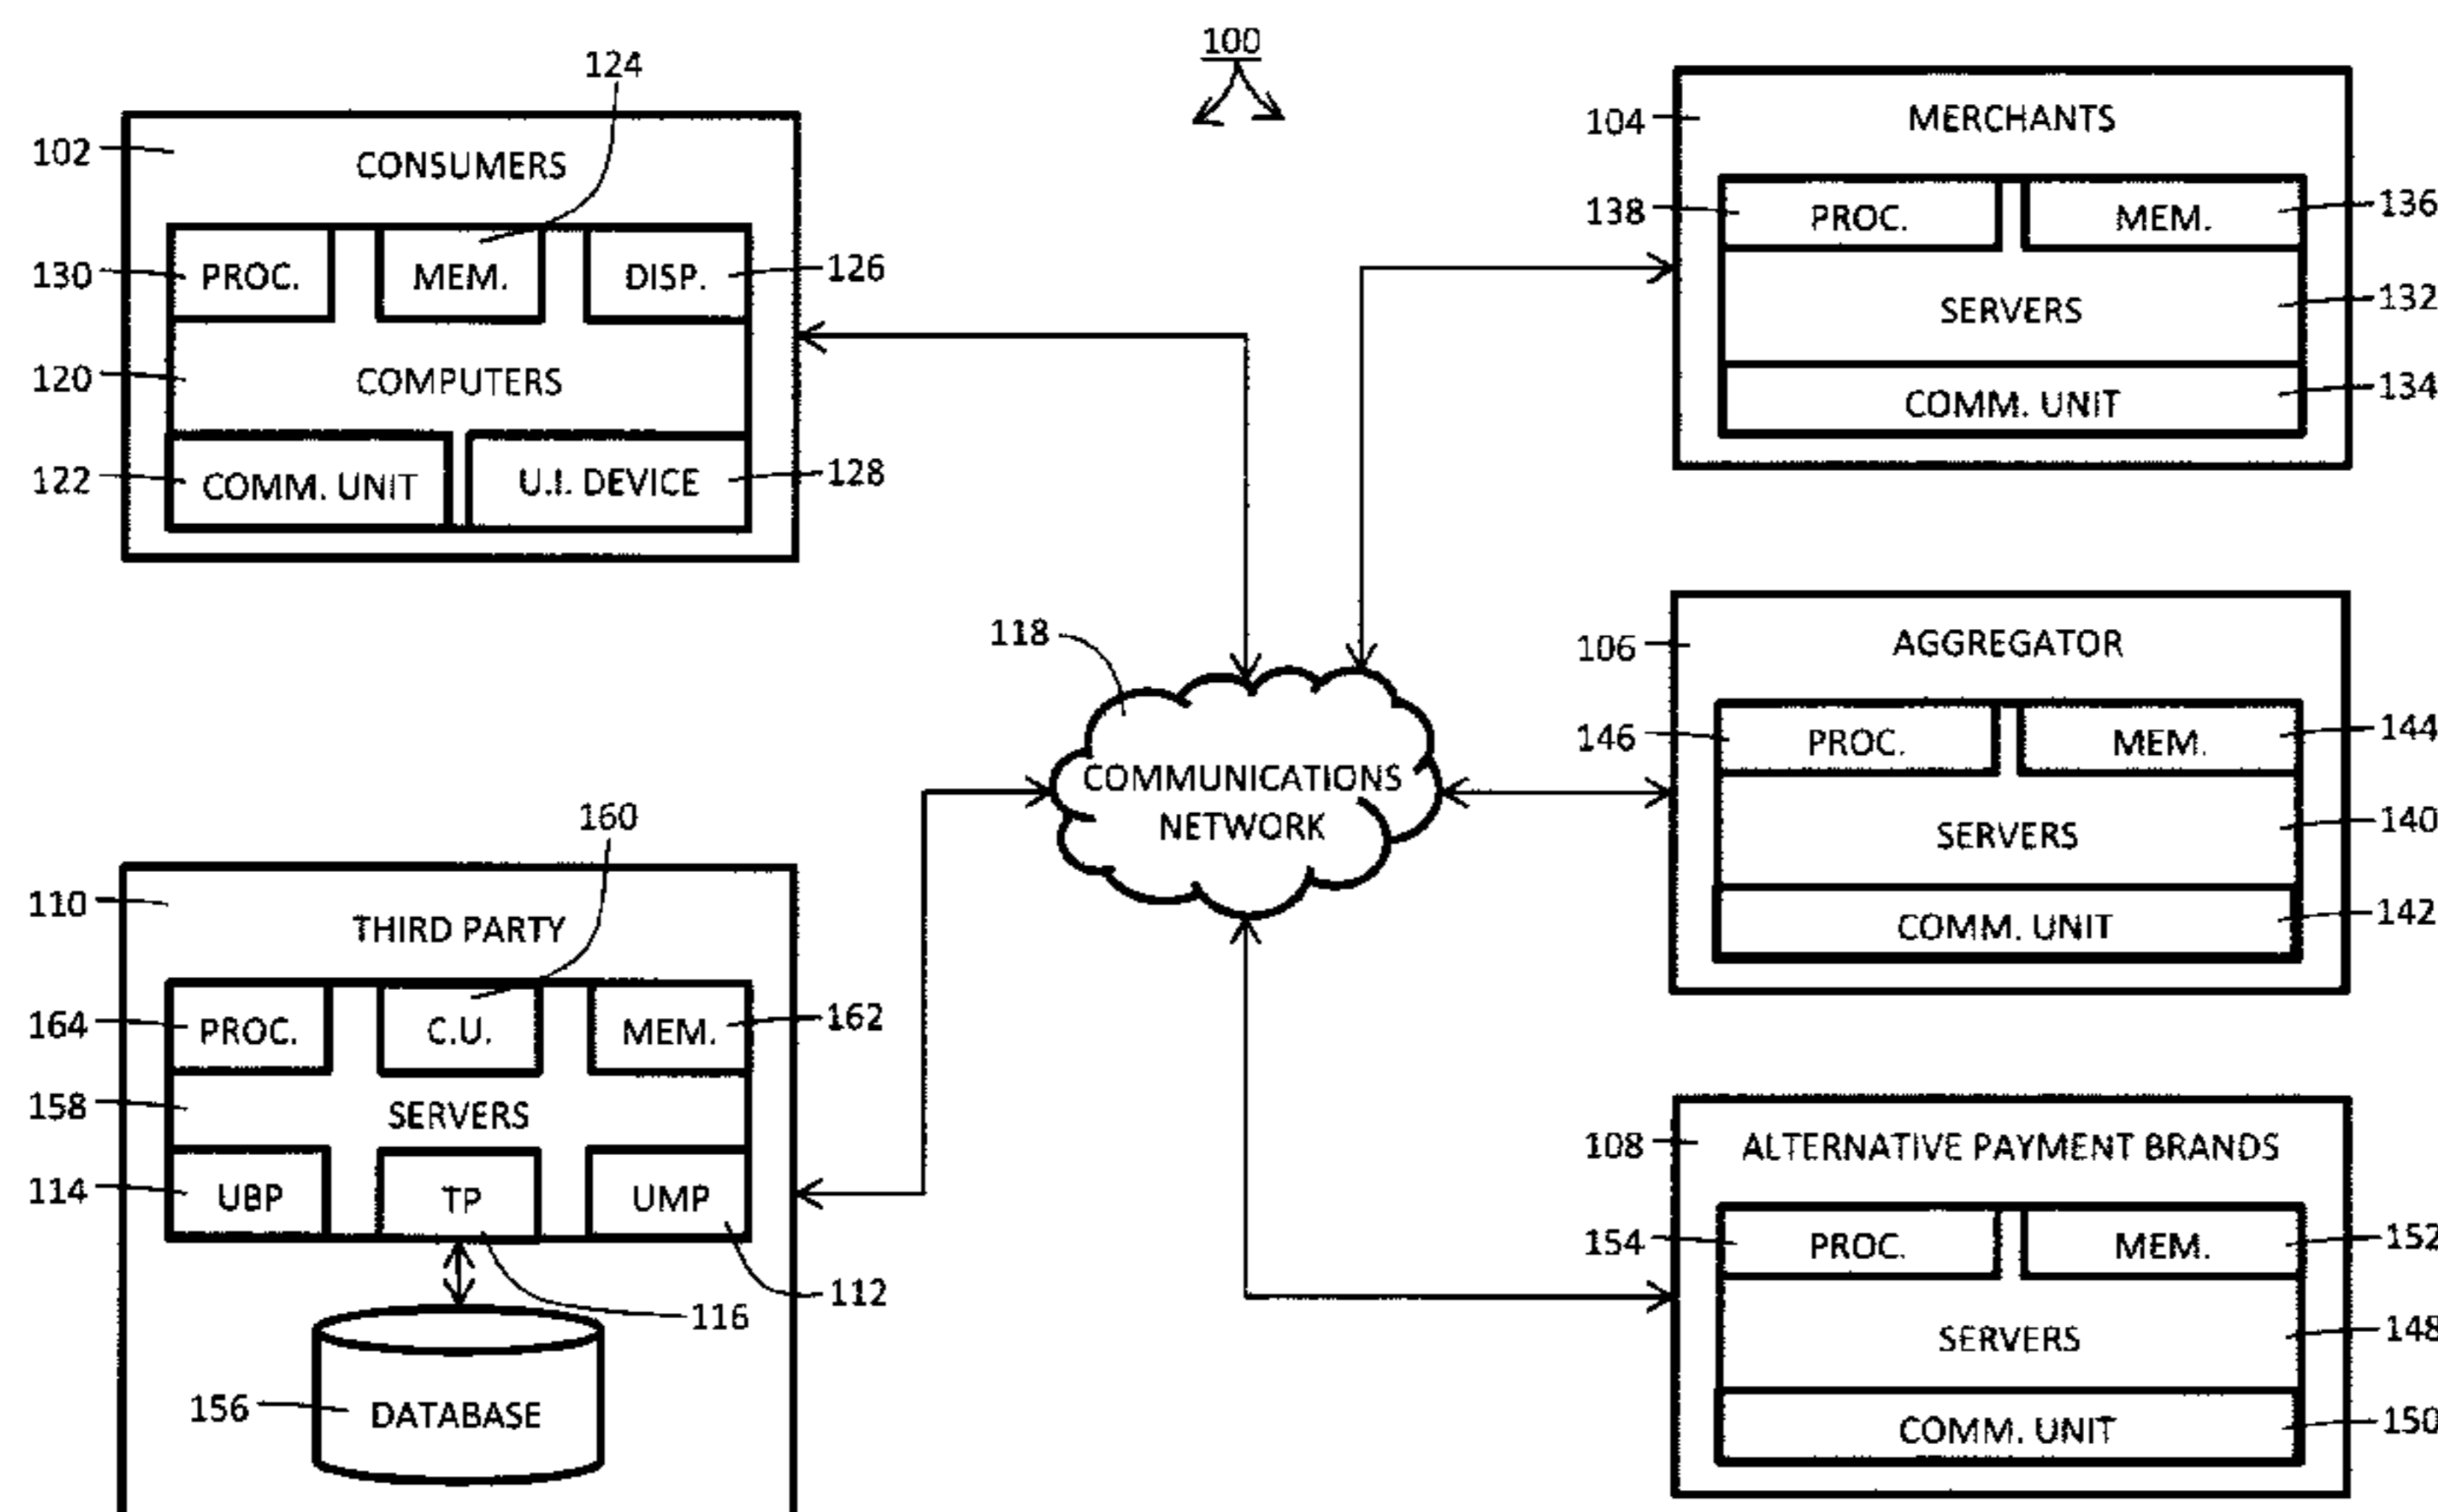 100
124
102
CONSUMERS
130
PROC.
MEM.
DISP.
126
120
COMPUTERS
122
COMM. UNIT
U.I. DEVICE
128
104
MERCHANTS
138
PROC.
MEM.
136
SERVERS
132
COMM. UNIT
134
118
COMMUNICATIONS
NETWORK
106
AGGREGATOR
146
PROC.
MEM.
144
SERVERS
140
COMM. UNIT
142
160
110
THIRD PARTY
164
PROC.
C.U.
MEM.
162
158
SERVERS
114
UBP
TP
UMP
112
116
156
DATABASE
108
ALTERNATIVE PAYMENT BRANDS
154
PROC.
MEM.
152
SERVERS
148
COMM. UNIT
150